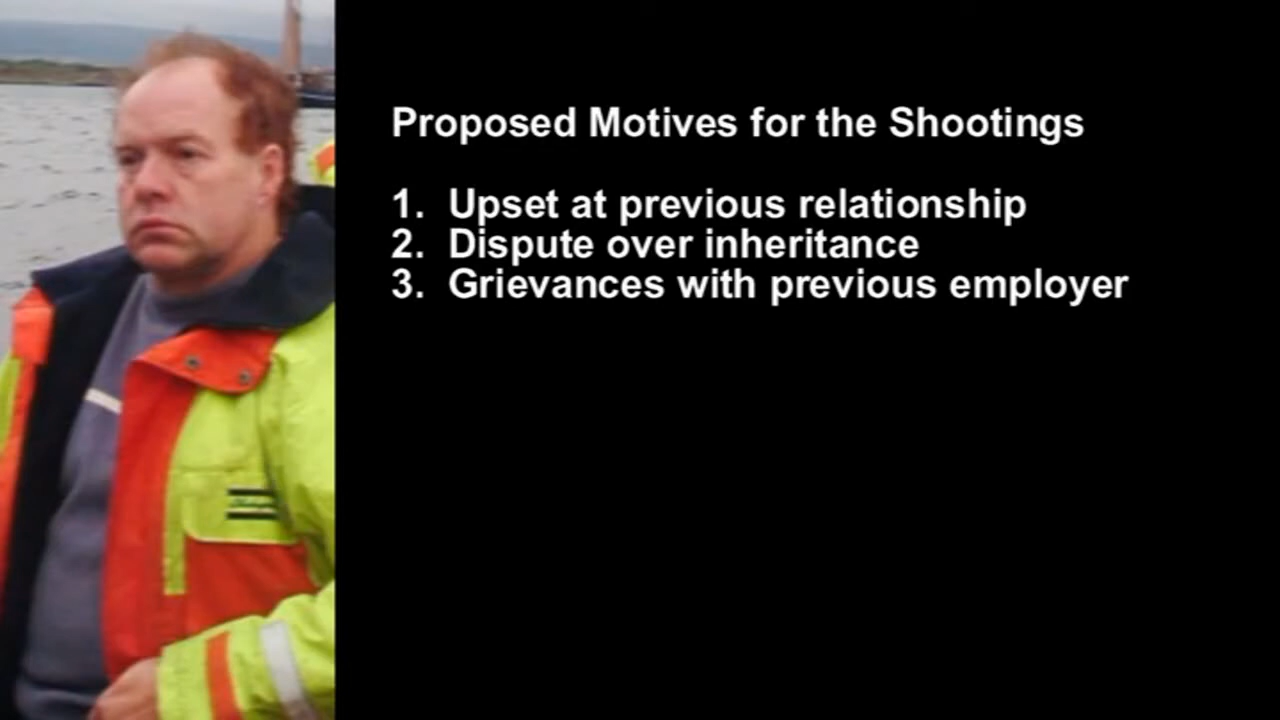 Proposed Motives for the Shootings
1. Upset at previous relationship
2. Dispute over inheritance
3. Grievances with previous employer